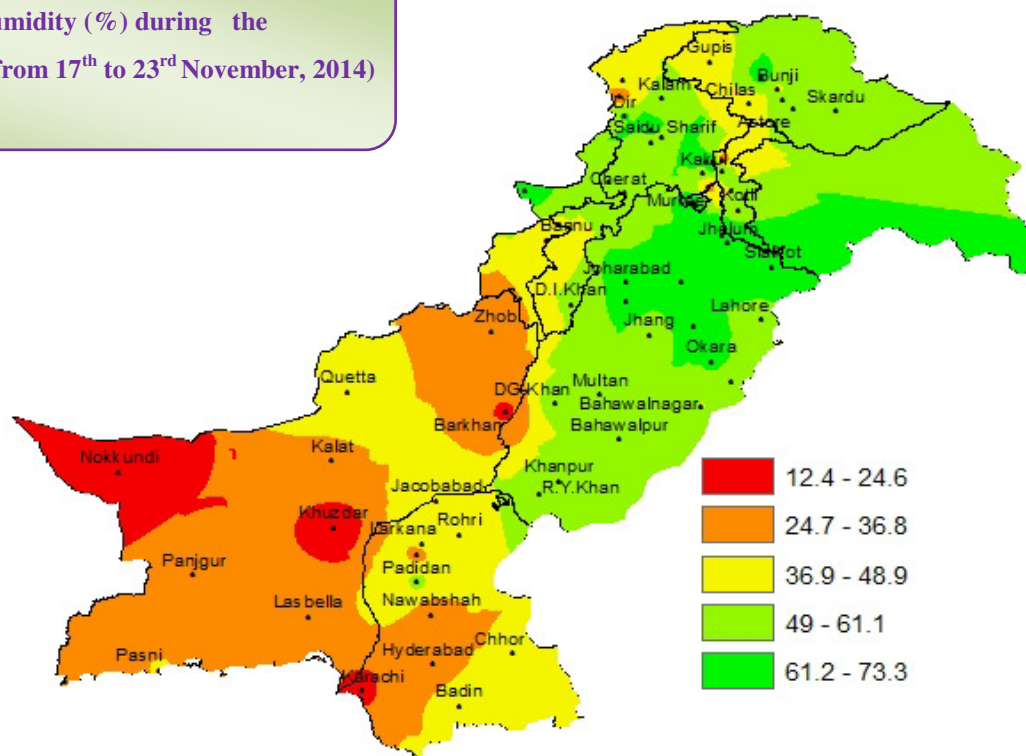 umidity (%) during the
from 17th to 23rd November, 2014)
Gupis
Bunji
Kalam
Chilas
Skardu
Dir
Astore
Saidu Sharif
Kakul
Cherat
Kotli
Murree
Bannu
Jhelum
Sialkot
Joharabad
D.I.Khan
Lahore
Zhob
Jhang
Okara
Quetta
DG Khan
Multan
Bahawalnagar
Barkhan
Bahawalpur
Kalat
Nokkundi
Khanpur
R.Y.Khan
Jacobabad
Khuzdar
Rohri
Larkana
Panjgur
Padidan
Lasbella
Nawabshah
Chhor
Hyderabad
Pasni
Karachi
Badin
12.4 - 24.6
24.7 - 36.8
36.9 - 48.9
49 - 61.1
61.2 - 73.3